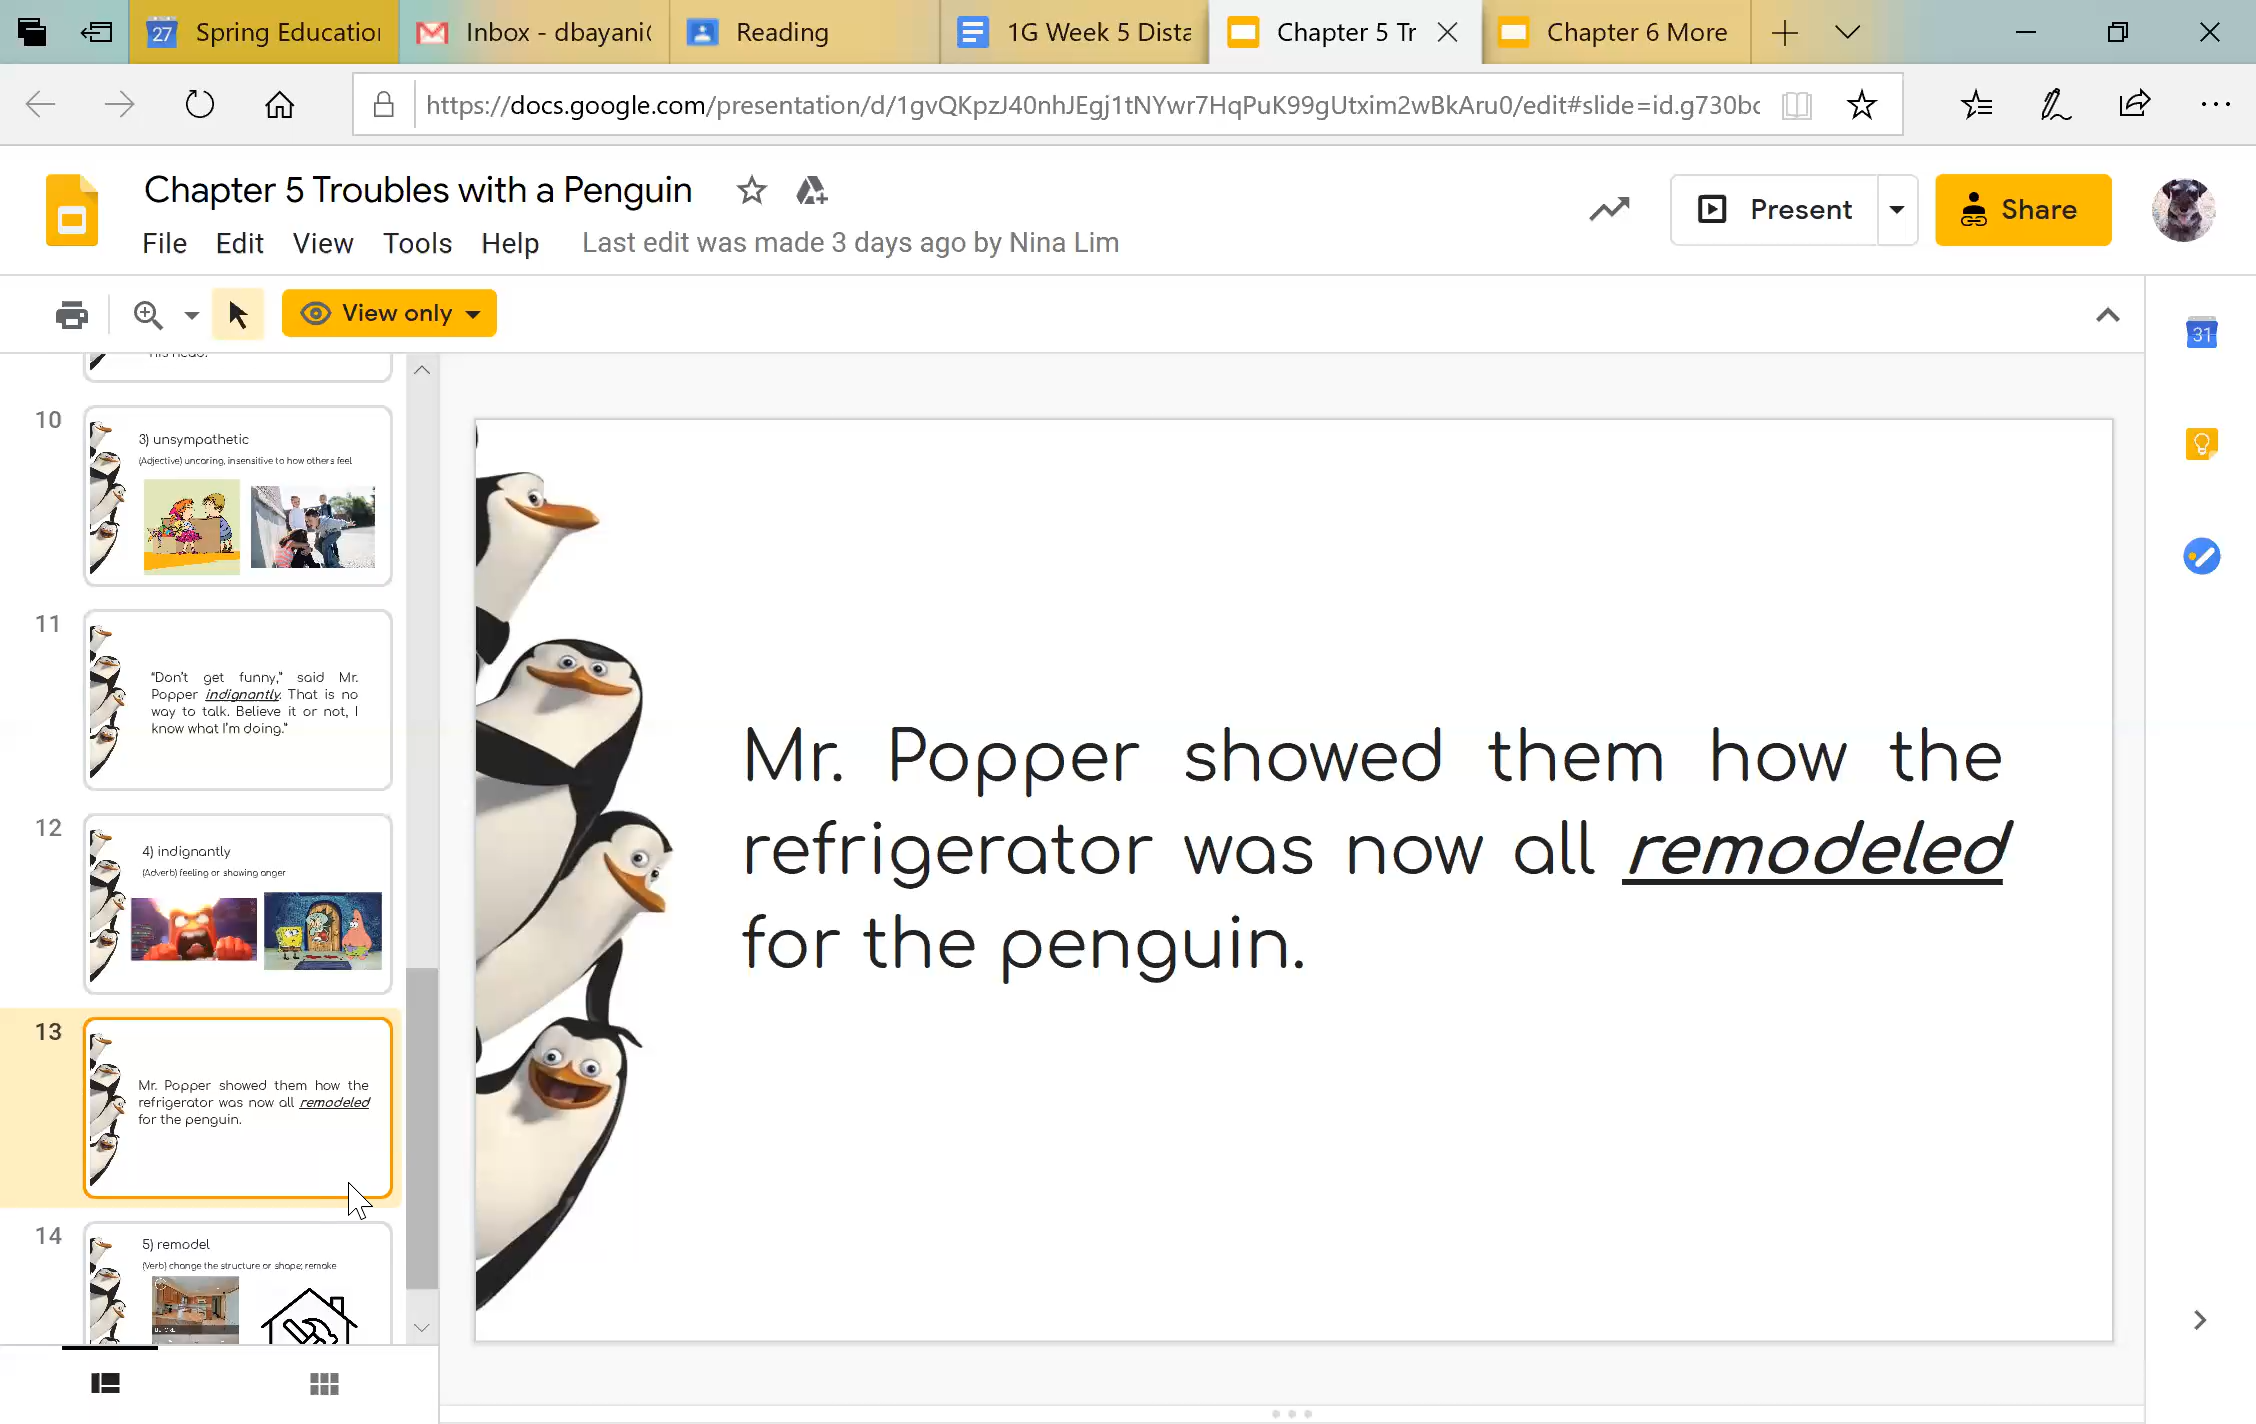 27 Spring Education
Inbox - dbayani(
Reading
1G Week 5 Dista
Chapter 5 Tr
Chapter 6 More
https://docs.google.com/presentation/d/1gvQKpzJ40nhJEgj1tNYwr7HqPuK99gUtxim2wBkAru0/edit#slide=id.g730bc
Chapter 5 Troubles with a Penguin
Present
Share
File Edit View Tools Help Last edit was made 3 days ago by Nina Lim
View only
31
his head.
10
3) unsympathetic
(Adjective) uncaring, insensitive to how others feel
11
"Don't get funny," said Mr.
Popper indignantly. That is no
way to talk. Believe it or not, I
know what I'm doing."
12
4) indignantly
(Adverb) feeling or showing anger
13
Mr. Popper showed them how the
refrigerator was now all remodeled
for the penguin.
14
5) remodel
(Verb) change the structure or shape; remake
Mr. Popper showed them how the
refrigerator was now all remodeled
for the penguin.